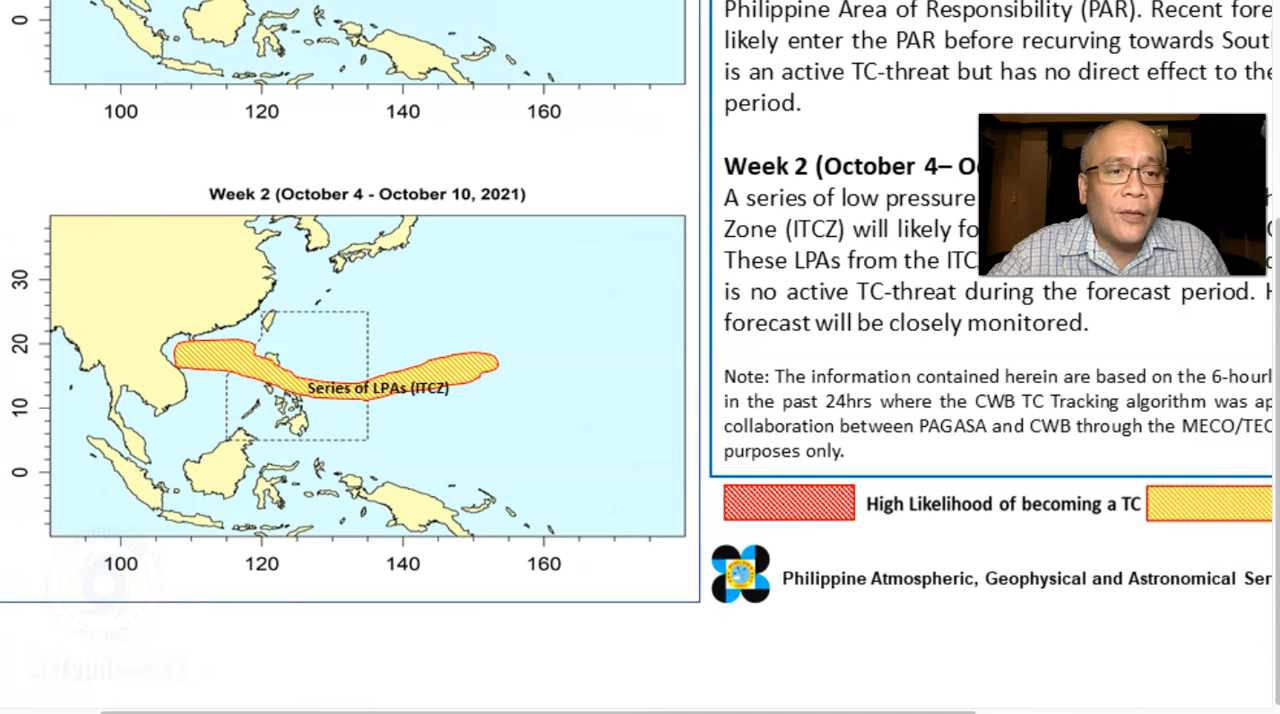 0
100 120 140 160
Week 2 (October 4 - October 10, 2021)
30
20
10
0
Series of LPAs (ITCZ)
100 120 140 160
Philippine Area of Responsibility (PAR). Recent fore
likely enter the PAR before recurving towards Sout
is an active TC-threat but has no direct effect to the
period.
Week 2 (October 4– O
A series of low pressure
Zone (ITCZ) will likely fo
These LPAs from the ITC
is no active TC-threat during the forecast period. H
forecast will be closely monitored.
Note: The information contained herein are based on the 6-hourl
in the past 24hrs where the CWB TC Tracking algorithm was ap
collaboration between PAGASA and CWB through the MECO/TEC
purposes only.
High Likelihood of becoming a TC
Philippine Atmospheric, Geophysical and Astronomical Ser